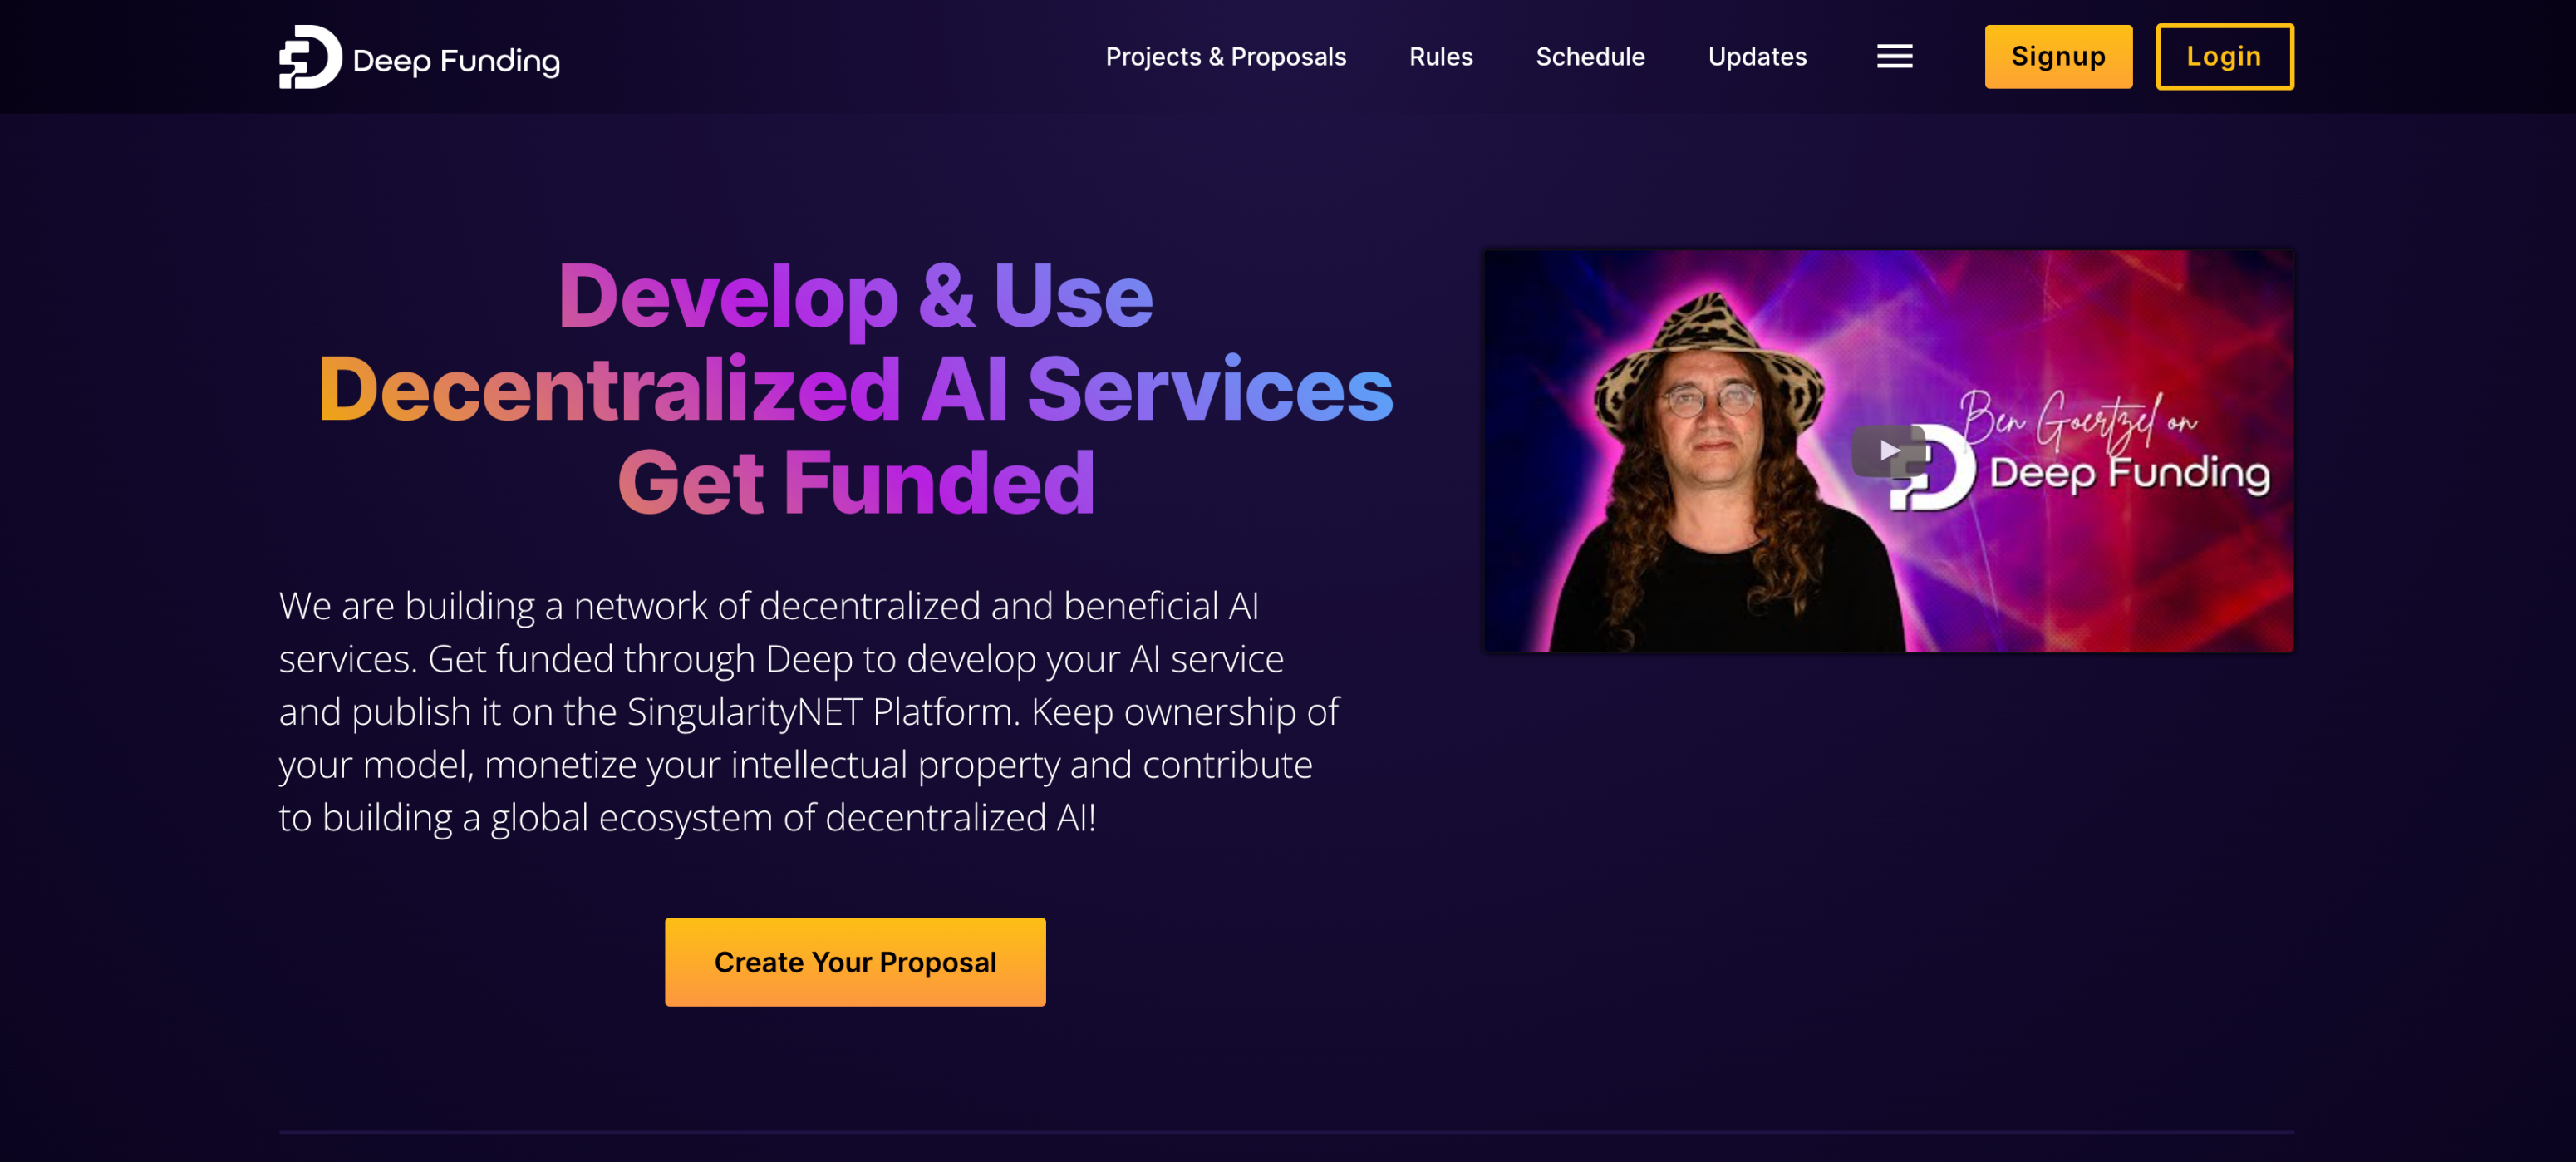 Deep Funding
Projects & Proposals
Rules
Schedule
Updates
Signup
Login
Develop & Use
Decentralized AI Services
Get Funded
We are building a network of decentralized and beneficial AI
services. Get funded through Deep to develop your AI service
and publish it on the SingularityNET Platform. Keep ownership of
your model, monetize your intellectual property and contribute
to building a global ecosystem of decentralized AI!
Create Your Proposal
Ben Goertzel on
Deep Funding